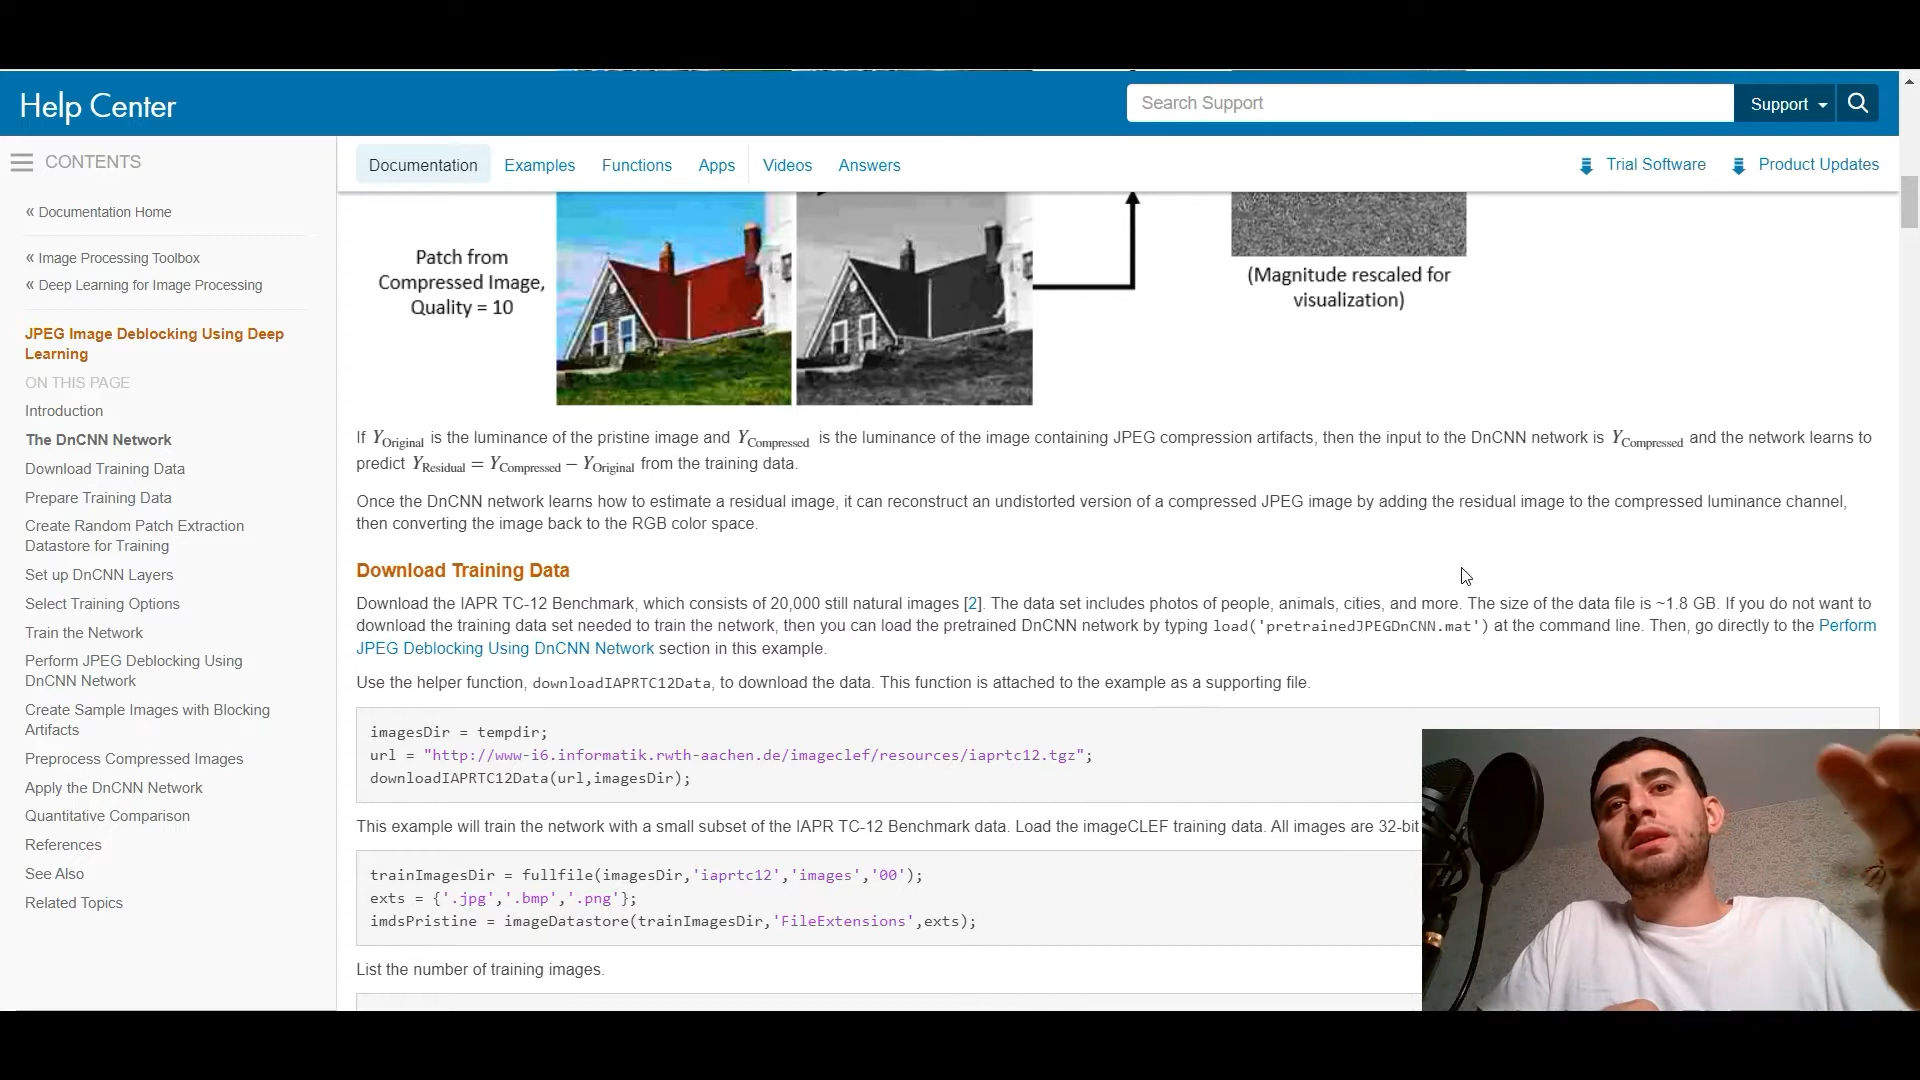 Help Center
Search Support
Support
CONTENTS
Documentation
Examples
Functions
Apps
Videos
Answers
Trial Software
Product Updates
« Documentation Home
« Image Processing Toolbox
« Deep Learning for Image Processing
JPEG Image Deblocking Using Deep
Learning
ON THIS PAGE
Introduction
The DnCNN Network
Download Training Data
Prepare Training Data
Create Random Patch Extraction
Datastore for Training
Set up DnCNN Layers
Select Training Options
Train the Network
Perform JPEG Deblocking Using
DnCNN Network
Create Sample Images with Blocking
Artifacts
Preprocess Compressed Images
Apply the DnCNN Network
Quantitative Comparison
References
See Also
Related Topics
Patch from
Compressed Image,
Quality = 10
(Magnitude rescaled for
visualization)
If Y_Original is the luminance of the pristine image and Y_Compressed is the luminance of the image containing JPEG compression artifacts, then the input to the DnCNN network is Y_Compressed and the network learns to
predict Y_Residual = Y_Compressed − Y_Original from the training data.
Once the DnCNN network learns how to estimate a residual image, it can reconstruct an undistorted version of a compressed JPEG image by adding the residual image to the compressed luminance channel,
then converting the image back to the RGB color space.
Download Training Data
Download the IAPR TC-12 Benchmark, which consists of 20,000 still natural images [2]. The data set includes photos of people, animals, cities, and more. The size of the data file is ~1.8 GB. If you do not want to
download the training data set needed to train the network, then you can load the pretrained DnCNN network by typing load('pretrainedJPEGDnCNN.mat') at the command line. Then, go directly to the Perform
JPEG Deblocking Using DnCNN Network section in this example.
Use the helper function, downloadIAPRTC12Data, to download the data. This function is attached to the example as a supporting file.
imagesDir = tempdir;
url = "http://www-i6.informatik.rwth-aachen.de/imageclef/resources/iaprtc12.tgz";
downloadIAPRTC12Data(url,imagesDir);
This example will train the network with a small subset of the IAPR TC-12 Benchmark data. Load the imageCLEF training data. All images are 32-bit
trainImagesDir = fullfile(imagesDir,'iaprtc12','images','00');
exts = {'.jpg','.bmp','.png'};
imdsPristine = imageDatastore(trainImagesDir,'FileExtensions',exts);
List the number of training images.